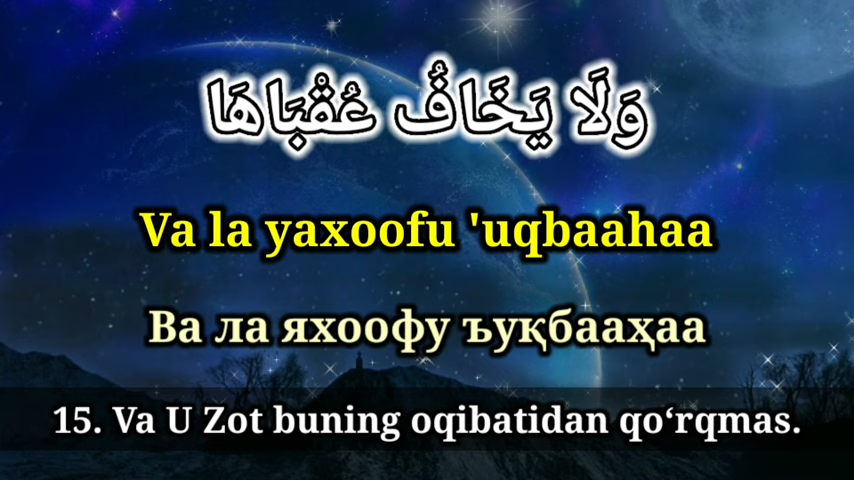 وَلَا يَخَافُ عُقْبَاهَا
Va la yaxoofu 'uqbaahaa
Ва ла яхоофу ъуқбааҳаа
15. Va U Zot buning oqibatidan qo‘rqmas.